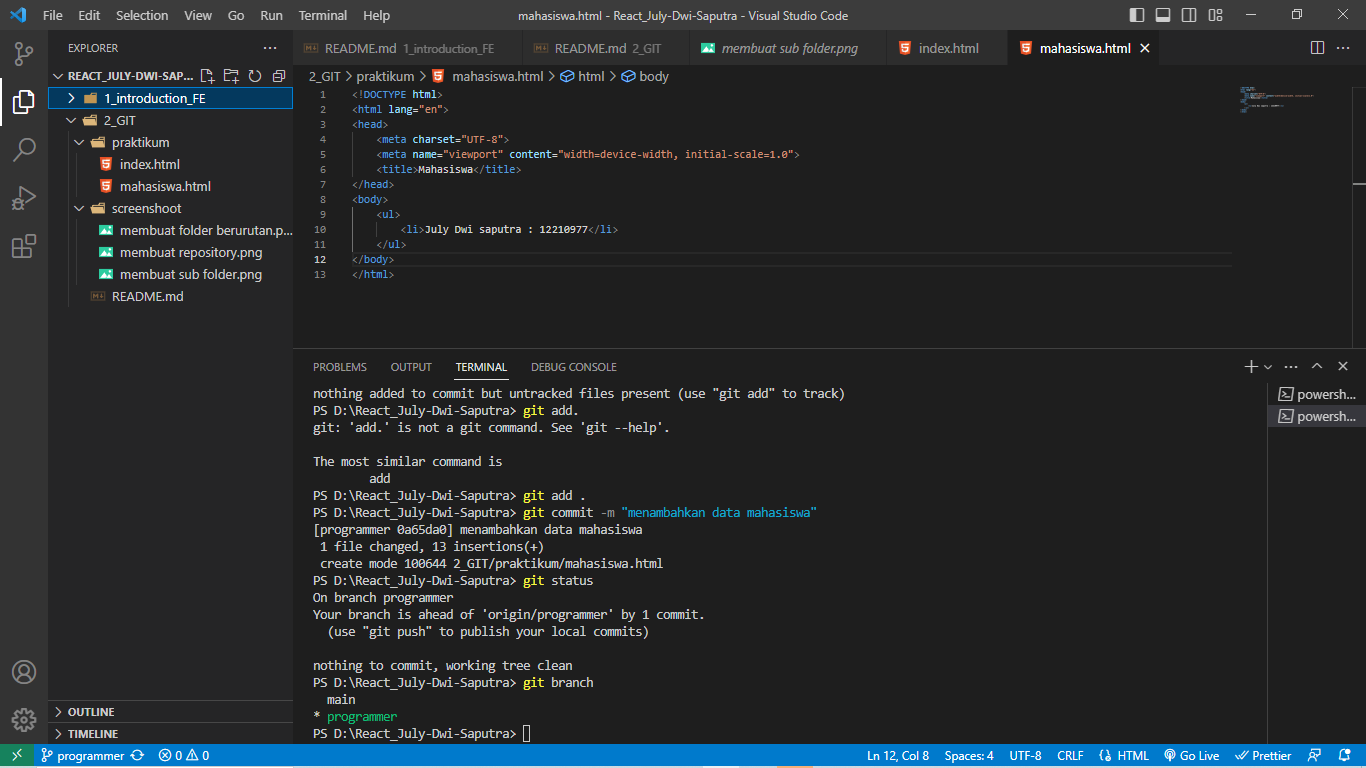 File Edit Selection View Go Run Terminal Help
mahasiswa.html - React_July-Dwi-Saputra - Visual Studio Code
EXPLORER
REACT_JULY-DWI-SAP...
1_introduction_FE
2_GIT
praktikum
index.html
mahasiswa.html
screenshoot
membuat folder berurutan.p...
membuat repository.png
membuat sub folder.png
README.md
OUTLINE
TIMELINE
README.md 1_introduction_FE
README.md 2_GIT
membuat sub folder.png
index.html
mahasiswa.html
2_GIT > praktikum > mahasiswa.html > html > body
1 <!DOCTYPE html>
2 <html lang="en">
3 <head>
4 <meta charset="UTF-8">
5 <meta name="viewport" content="width=device-width, initial-scale=1.0">
6 <title>Mahasiswa</title>
7 </head>
8 <body>
9 <ul>
10 <li>July Dwi saputra : 12210977</li>
11 </ul>
12 </body>
13 </html>
PROBLEMS OUTPUT TERMINAL DEBUG CONSOLE
nothing added to commit but untracked files present (use "git add" to track)
PS D:\React_July-Dwi-Saputra> git add.
git: 'add.' is not a git command. See 'git --help'.
The most similar command is
add
PS D:\React_July-Dwi-Saputra> git add .
PS D:\React_July-Dwi-Saputra> git commit -m "menambahkan data mahasiswa"
[programmer 0a65da0] menambahkan data mahasiswa
1 file changed, 13 insertions(+)
create mode 100644 2_GIT/praktikum/mahasiswa.html
PS D:\React_July-Dwi-Saputra> git status
On branch programmer
Your branch is ahead of 'origin/programmer' by 1 commit.
(use "git push" to publish your local commits)
nothing to commit, working tree clean
PS D:\React_July-Dwi-Saputra> git branch
main
* programmer
PS D:\React_July-Dwi-Saputra>
powersh...
powersh...
programmer 0 0 Ln 12, Col 8 Spaces: 4 UTF-8 CRLF HTML Go Live Prettier